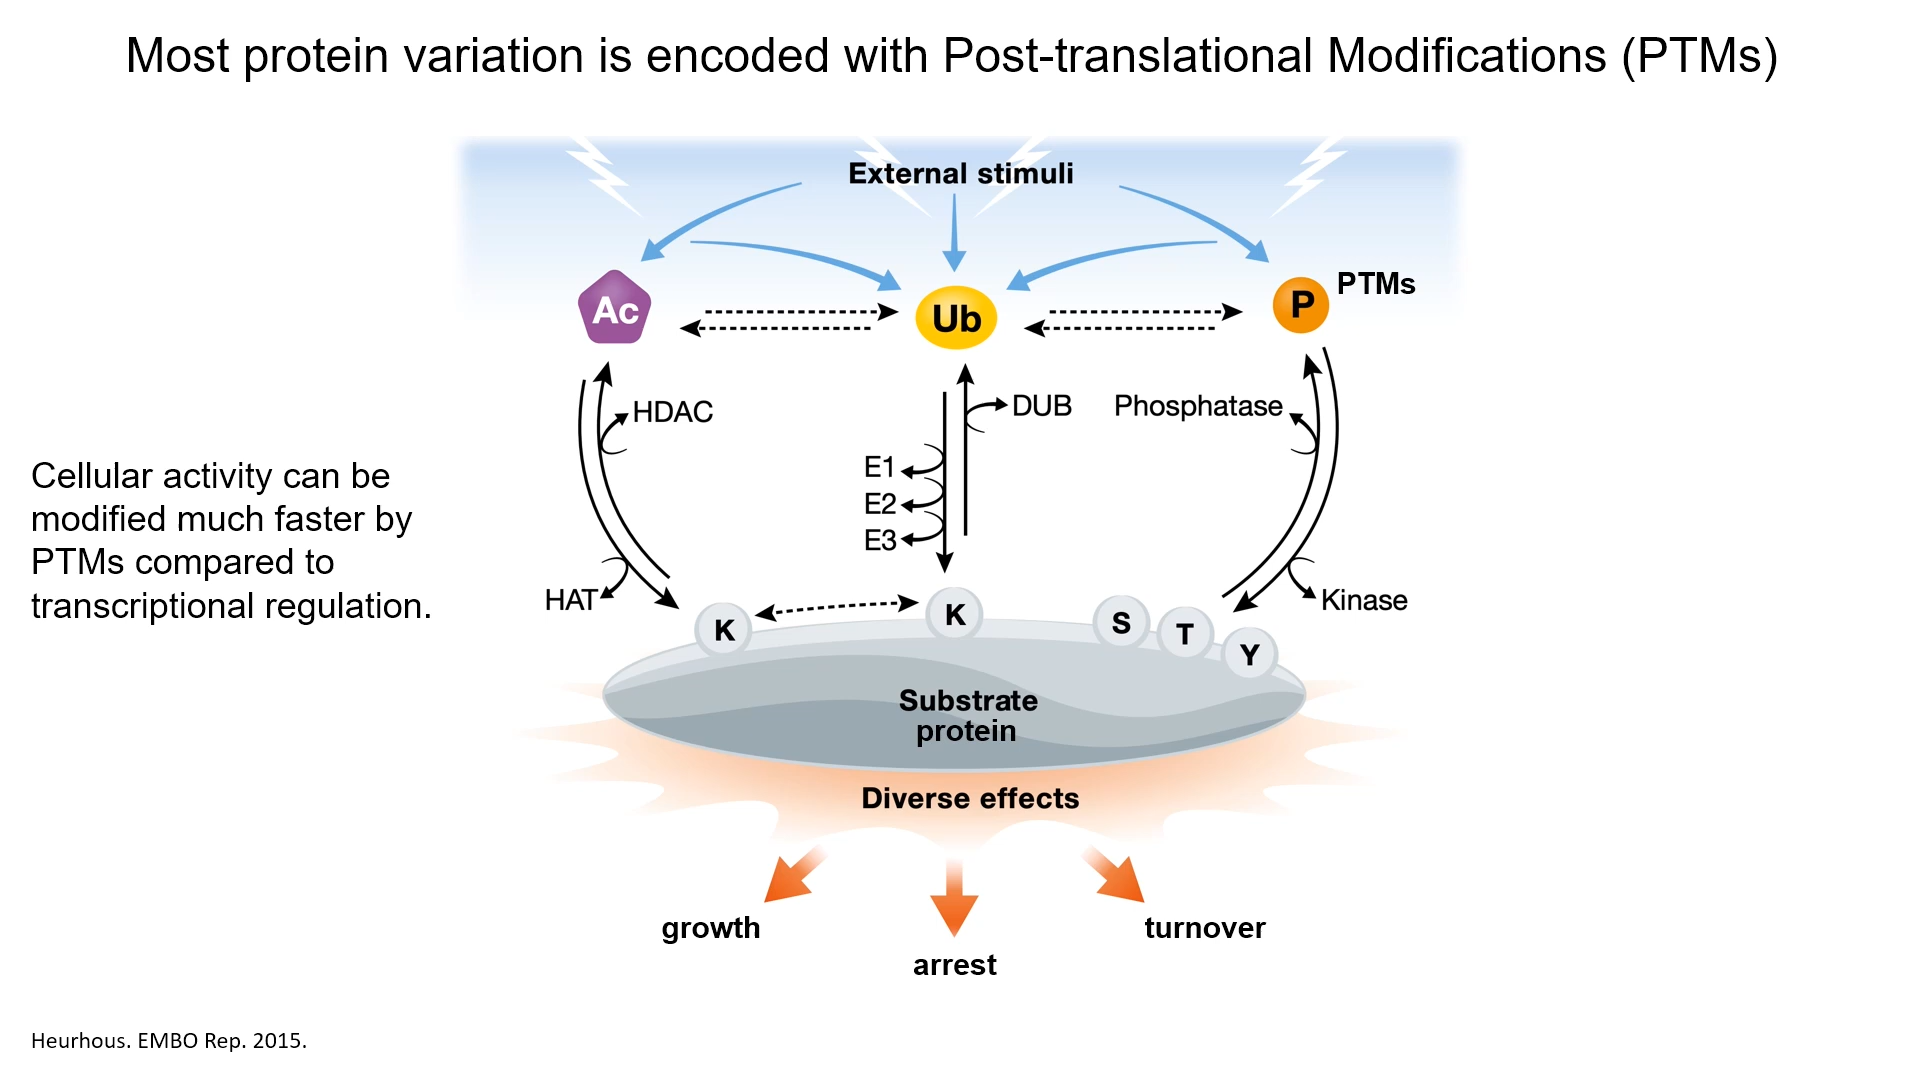 Most protein variation is encoded with Post-translational Modifications (PTMs)
External stimuli
Ac
Ub
P
PTMs
HDAC
DUB
Phosphatase
E1
E2
E3
HAT
Kinase
K
K
S
T
Y
Cellular activity can be
modified much faster by
PTMs compared to
transcriptional regulation.
Substrate
protein
Diverse effects
growth
arrest
turnover
Heurhous. EMBO Rep. 2015.